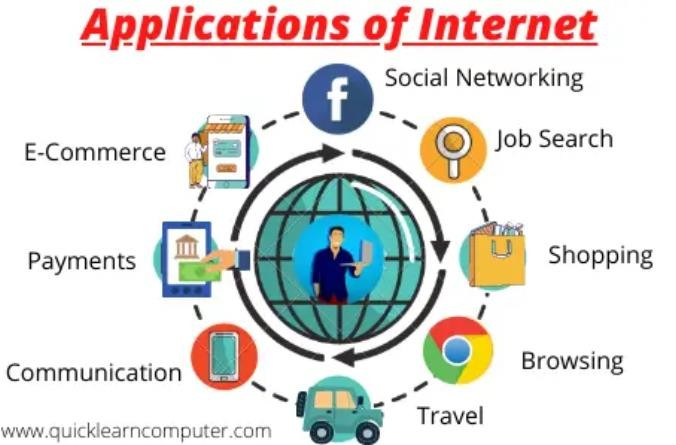 Applications of Internet
Social Networking
E-Commerce
Job Search
Payments
Shopping
Communication
Browsing
Travel
www.quicklearncomputer.com